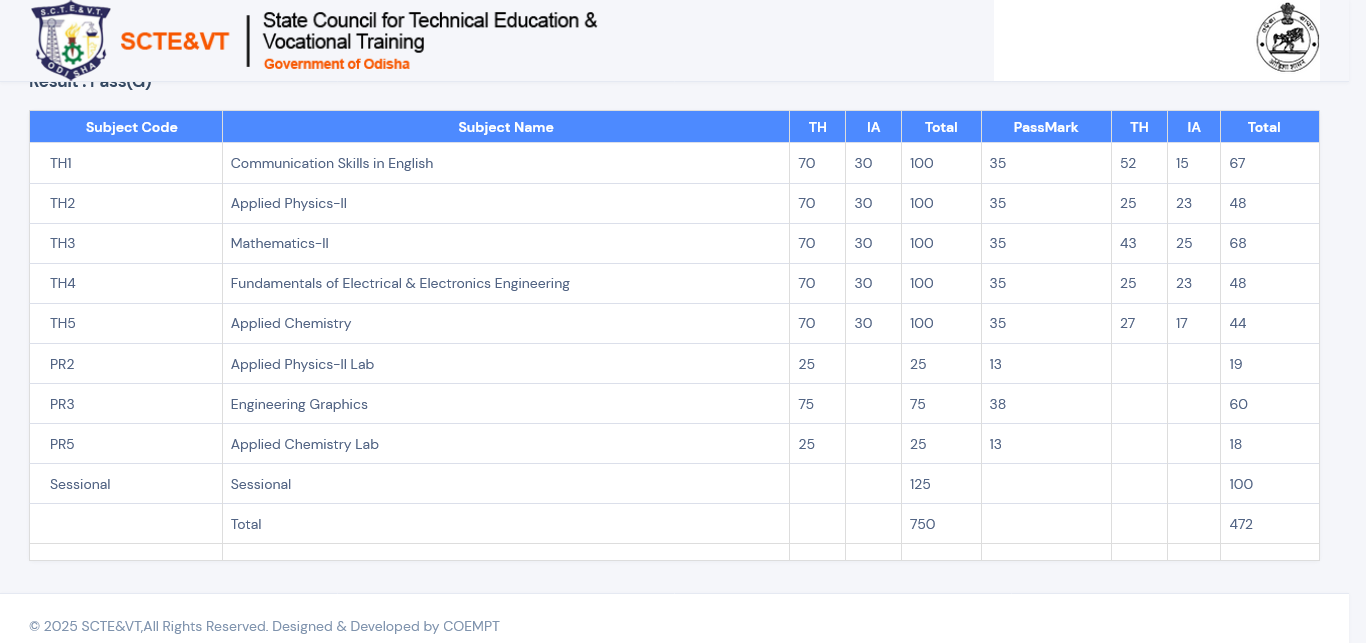 S.C.T.E.&V.T.
ODISHA
SCTE&VT
State Council for Technical Education &
Vocational Training
Government of Odisha
Result : Pass(G)
Subject Code Subject Name TH IA Total PassMark TH IA Total
TH1 Communication Skills in English 70 30 100 35 52 15 67
TH2 Applied Physics-II 70 30 100 35 25 23 48
TH3 Mathematics-II 70 30 100 35 43 25 68
TH4 Fundamentals of Electrical & Electronics Engineering 70 30 100 35 25 23 48
TH5 Applied Chemistry 70 30 100 35 27 17 44
PR2 Applied Physics-II Lab 25 25 13 19
PR3 Engineering Graphics 75 75 38 60
PR5 Applied Chemistry Lab 25 25 13 18
Sessional Sessional 125 100
Total 750 472
© 2025 SCTE&VT,All Rights Reserved. Designed & Developed by COEMPT